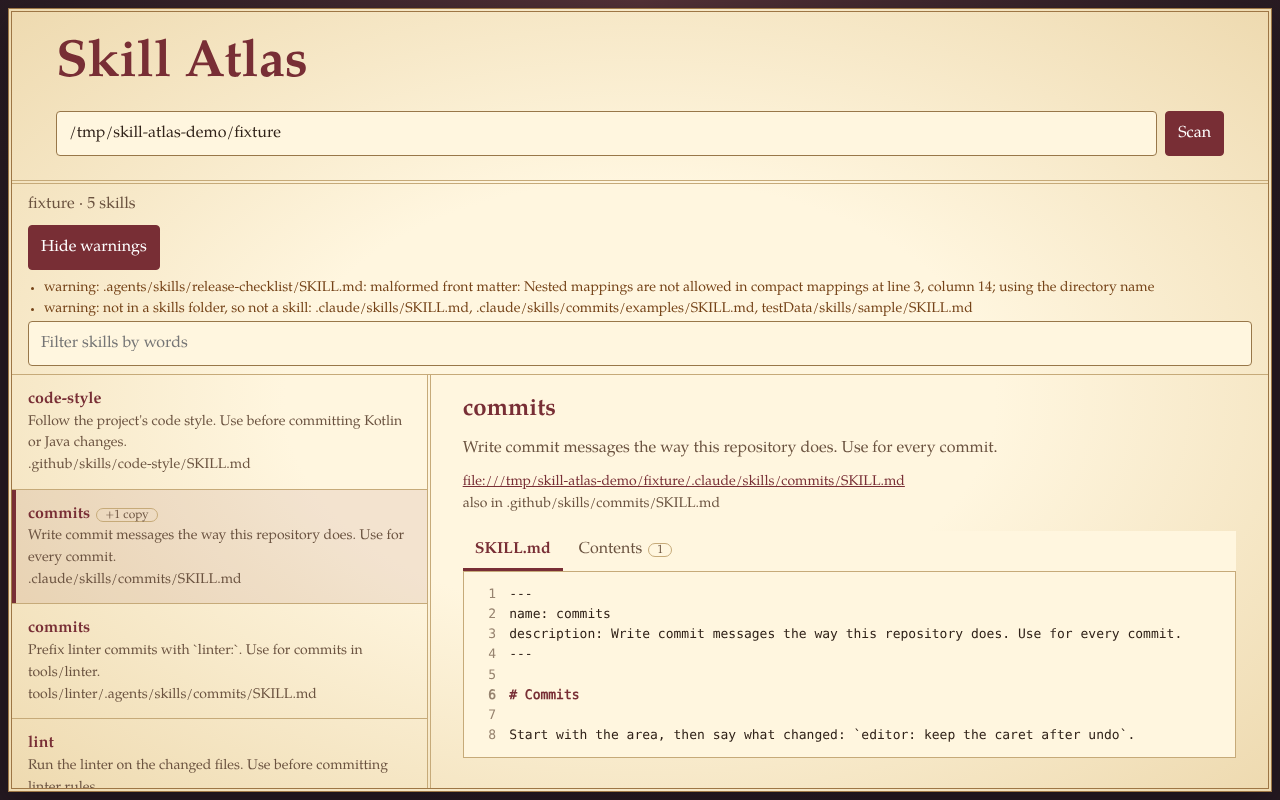 Skill Atlas
/tmp/skill-atlas-demo/fixture
Scan
fixture · 5 skills
Hide warnings
• warning: .agents/skills/release-checklist/SKILL.md: malformed front matter: Nested mappings are not allowed in compact mappings at line 3, column 14; using the directory name
• warning: not in a skills folder, so not a skill: .claude/skills/SKILL.md, .claude/skills/commits/examples/SKILL.md, testData/skills/sample/SKILL.md
Filter skills by words
code-style
Follow the project's code style. Use before committing Kotlin
or Java changes.
.github/skills/code-style/SKILL.md
commits +1 copy
Write commit messages the way this repository does. Use for
every commit.
.claude/skills/commits/SKILL.md
commits
Prefix linter commits with `linter:`. Use for commits in
tools/linter.
tools/linter/.agents/skills/commits/SKILL.md
lint
Run the linter on the changed files. Use before committing
linter rules.
commits
Write commit messages the way this repository does. Use for every commit.
file:///tmp/skill-atlas-demo/fixture/.claude/skills/commits/SKILL.md
also in .github/skills/commits/SKILL.md
SKILL.md Contents 1
1 ---
2 name: commits
3 description: Write commit messages the way this repository does. Use for every commit.
4 ---
5
6 # Commits
7
8 Start with the area, then say what changed: `editor: keep the caret after undo`.